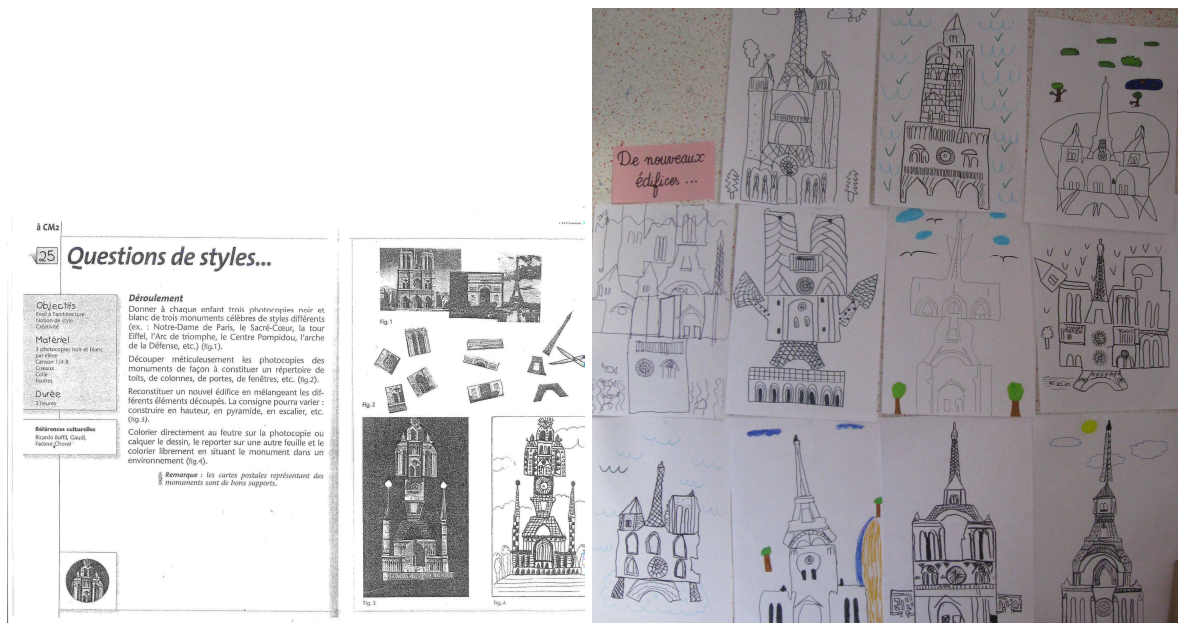 à CM2
25
Questions de styles...
Objectifs
Eveil à l'architecture
Notion de style
Créativité
Matériel
3 photocopies noir et blanc
par élève
Canson 1/4 R
Ciseaux
Colle
Feutres
Durée
3 heures
Références culturelles
Ricardo Bofill, Gaudi,
Facteur Cheval
Déroulement
Donner à chaque enfant trois photocopies noir et
blanc de trois monuments célèbres de styles différents
(ex. : Notre-Dame de Paris, le Sacré-Cœur, la tour
Eiffel, l'Arc de triomphe, le Centre Pompidou, l'arche
de la Défense, etc.) (fig.1).
Découper méticuleusement les photocopies des
monuments de façon à constituer un répertoire de
toits, de colonnes, de portes, de fenêtres, etc. (fig.2).
Reconstituer un nouvel édifice en mélangeant les dif-
férents éléments découpés. La consigne pourra varier :
construire en hauteur, en pyramide, en escalier, etc.
(fig.3).
Colorier directement au feutre sur la photocopie ou
calquer le dessin, le reporter sur une autre feuille et le
colorier librement en situant le monument dans un
environnement (fig.4).
Remarque : les cartes postales représentant des
monuments sont de bons supports.
Fig.1
Fig.2
Fig.3
Fig.4
De nouveaux
édifices ...